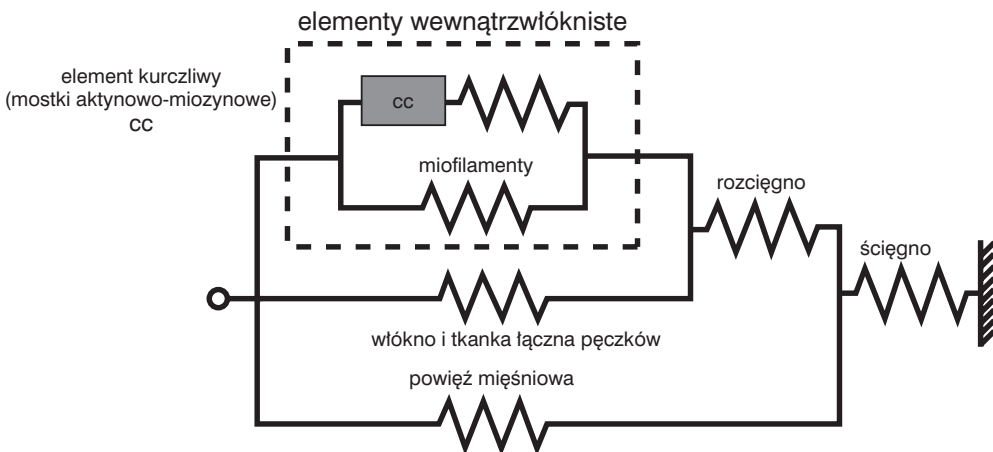 elementy wewnątrzwłókniste
element kurczliwy
(mostki aktynowo-miozynowe)
cc
cc
miofilamenty
rozcięgno
ścięgno
włókno i tkanka łączna pęczków
powięź mięśniowa